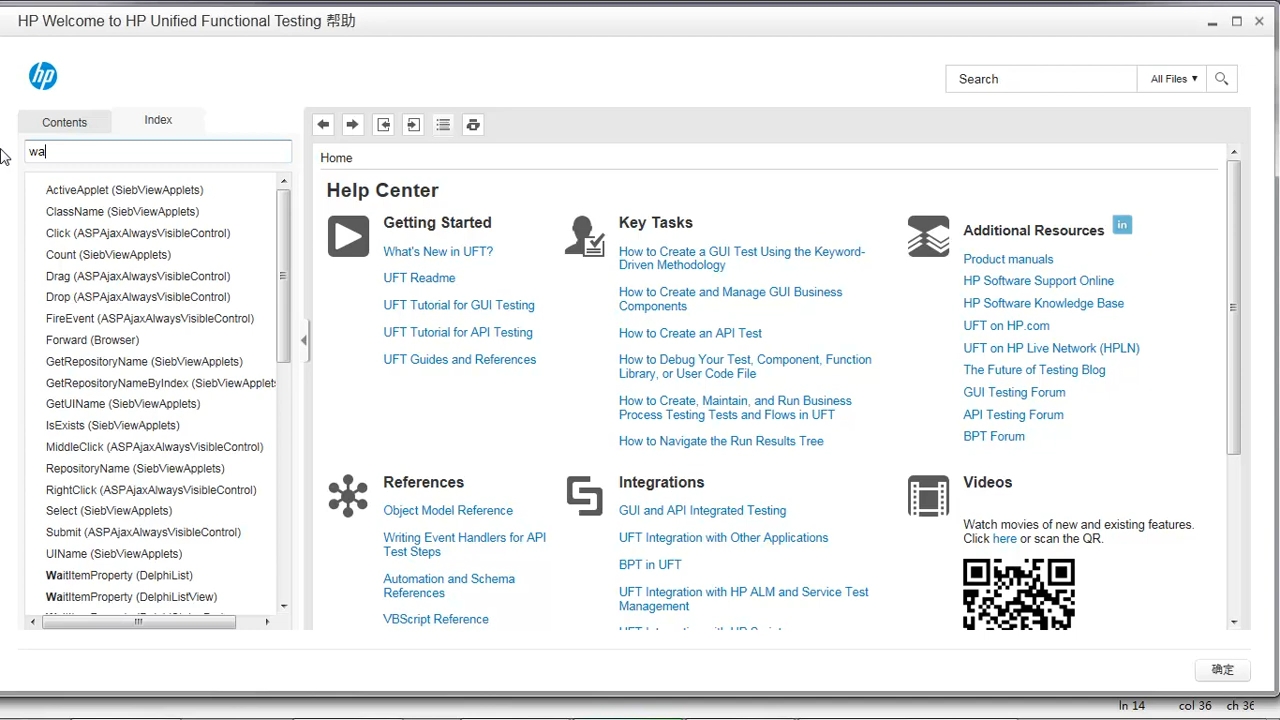 HP Welcome to HP Unified Functional Testing 帮助
hp
Search
All Files
Contents
Index
wa
ActiveApplet (SiebViewApplets)
ClassName (SiebViewApplets)
Click (ASPAjaxAlwaysVisibleControl)
Count (SiebViewApplets)
Drag (ASPAjaxAlwaysVisibleControl)
Drop (ASPAjaxAlwaysVisibleControl)
FireEvent (ASPAjaxAlwaysVisibleControl)
Forward (Browser)
GetRepositoryName (SiebViewApplets)
GetRepositoryNameByIndex (SiebViewApplets
GetUIName (SiebViewApplets)
IsExists (SiebViewApplets)
MiddleClick (ASPAjaxAlwaysVisibleControl)
RepositoryName (SiebViewApplets)
RightClick (ASPAjaxAlwaysVisibleControl)
Select (SiebViewApplets)
Submit (ASPAjaxAlwaysVisibleControl)
UIName (SiebViewApplets)
WaitItemProperty (DelphiList)
WaitItemProperty (DelphiListView)
Home
Help Center
Getting Started
What's New in UFT?
UFT Readme
UFT Tutorial for GUI Testing
UFT Tutorial for API Testing
UFT Guides and References
Key Tasks
How to Create a GUI Test Using the Keyword-
Driven Methodology
How to Create and Manage GUI Business
Components
How to Create an API Test
How to Debug Your Test, Component, Function
Library, or User Code File
How to Create, Maintain, and Run Business
Process Testing Tests and Flows in UFT
How to Navigate the Run Results Tree
Additional Resources
in
Product manuals
HP Software Support Online
HP Software Knowledge Base
UFT on HP.com
UFT on HP Live Network (HPLN)
The Future of Testing Blog
GUI Testing Forum
API Testing Forum
BPT Forum
References
Object Model Reference
Writing Event Handlers for API
Test Steps
Automation and Schema
References
VBScript Reference
Integrations
GUI and API Integrated Testing
UFT Integration with Other Applications
BPT in UFT
UFT Integration with HP ALM and Service Test
Management
Videos
Watch movies of new and existing features.
Click here or scan the QR.
确定
ln 14
col 36
ch 36